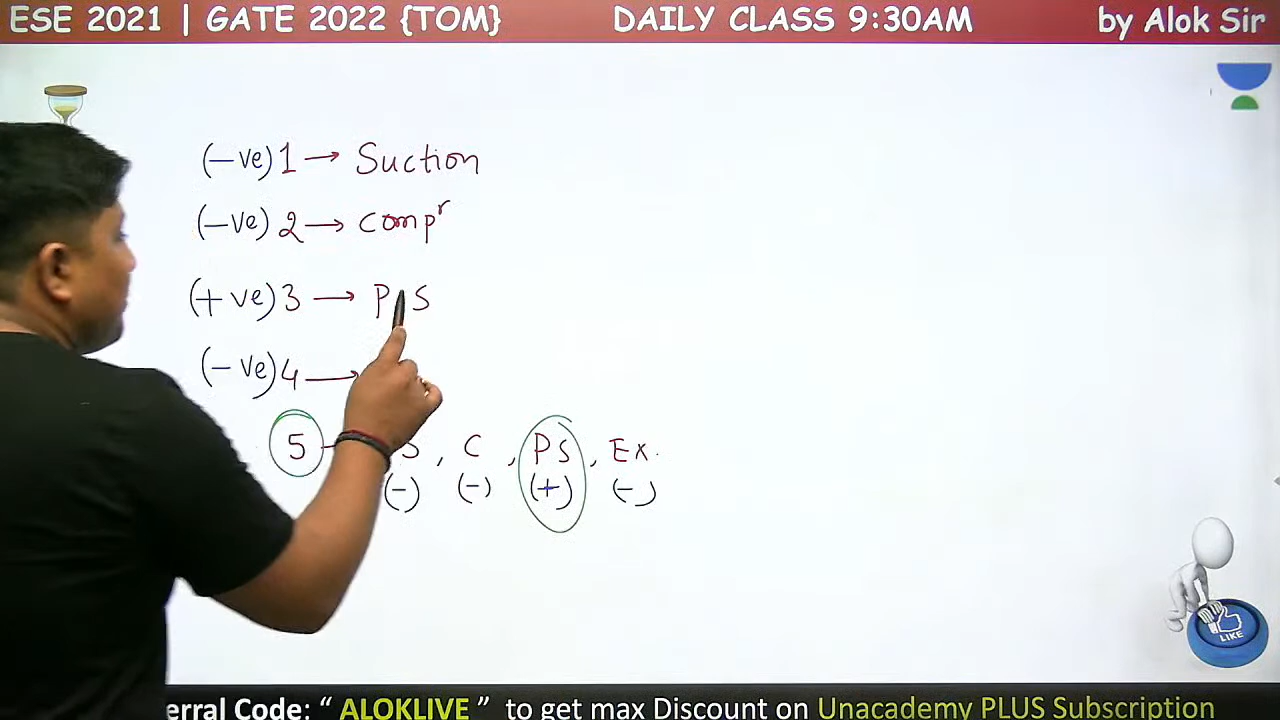 ESE 2021 | GATE 2022 {TOM} DAILY CLASS 9:30AM by Alok Sir
(-ve) 1 → Suction
(-ve) 2 → Compʳ
(+ve) 3 → P S
(-ve) 4 →
5 S, C, PS, Ex.
(-) (-) (+) (-)
LIKE
erral Code: “ ALOKLIVE ” to get max Discount on Unacademy PLUS Subscription